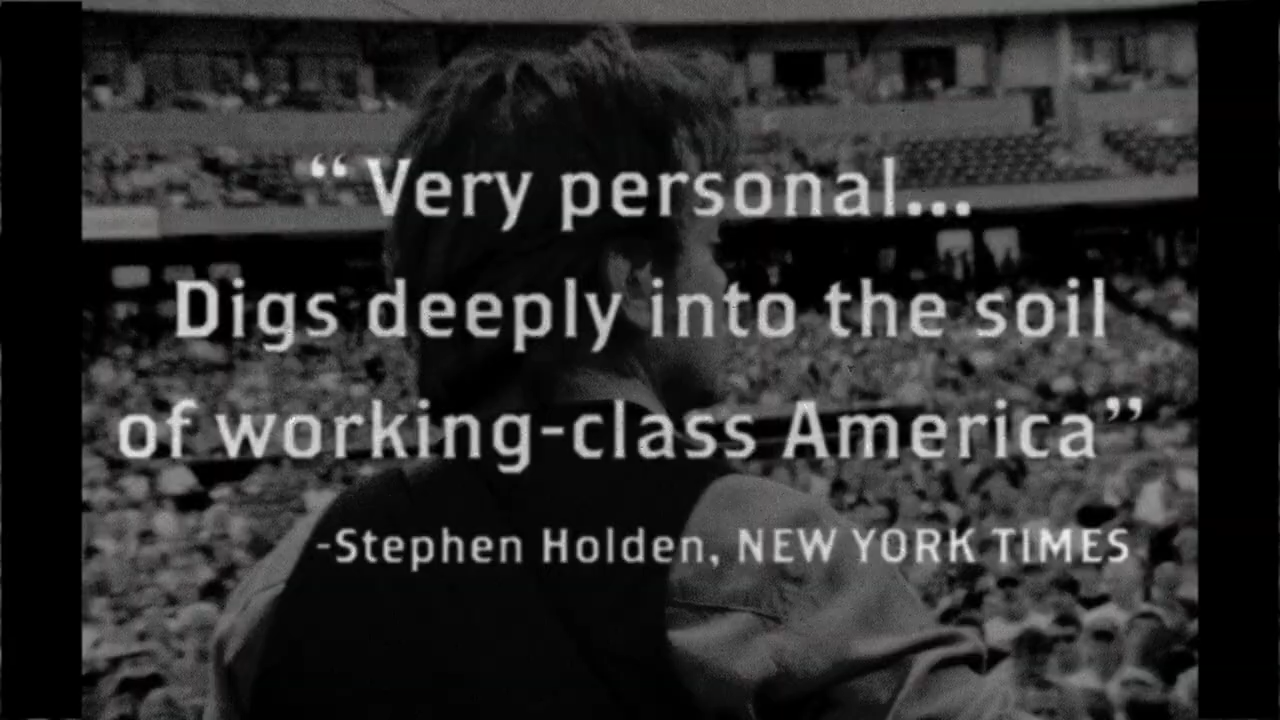 “Very personal...
Digs deeply into the soil
of working-class America”
-Stephen Holden, NEW YORK TIMES